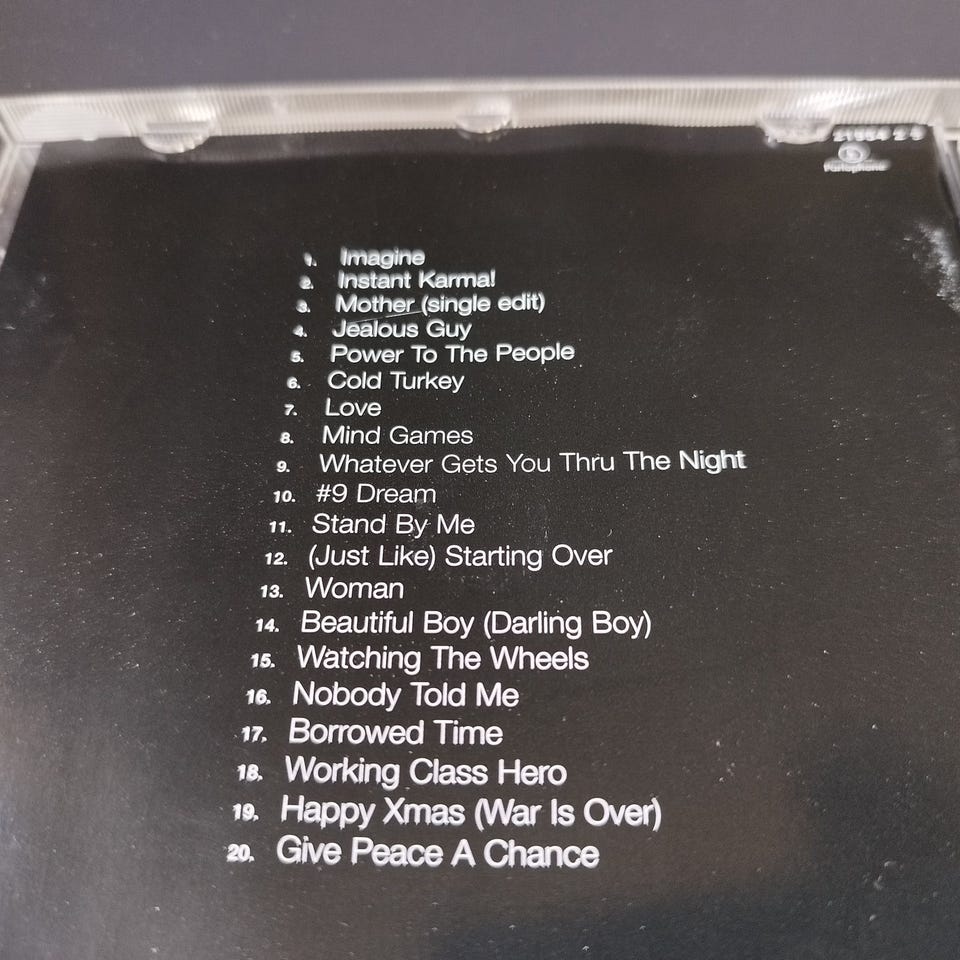 21954 2 5
Parlophone
1. Imagine
2. Instant Karma!
3. Mother (single edit)
4. Jealous Guy
5. Power To The People
6. Cold Turkey
7. Love
8. Mind Games
9. Whatever Gets You Thru The Night
10. #9 Dream
11. Stand By Me
12. (Just Like) Starting Over
13. Woman
14. Beautiful Boy (Darling Boy)
15. Watching The Wheels
16. Nobody Told Me
17. Borrowed Time
18. Working Class Hero
19. Happy Xmas (War Is Over)
20. Give Peace A Chance